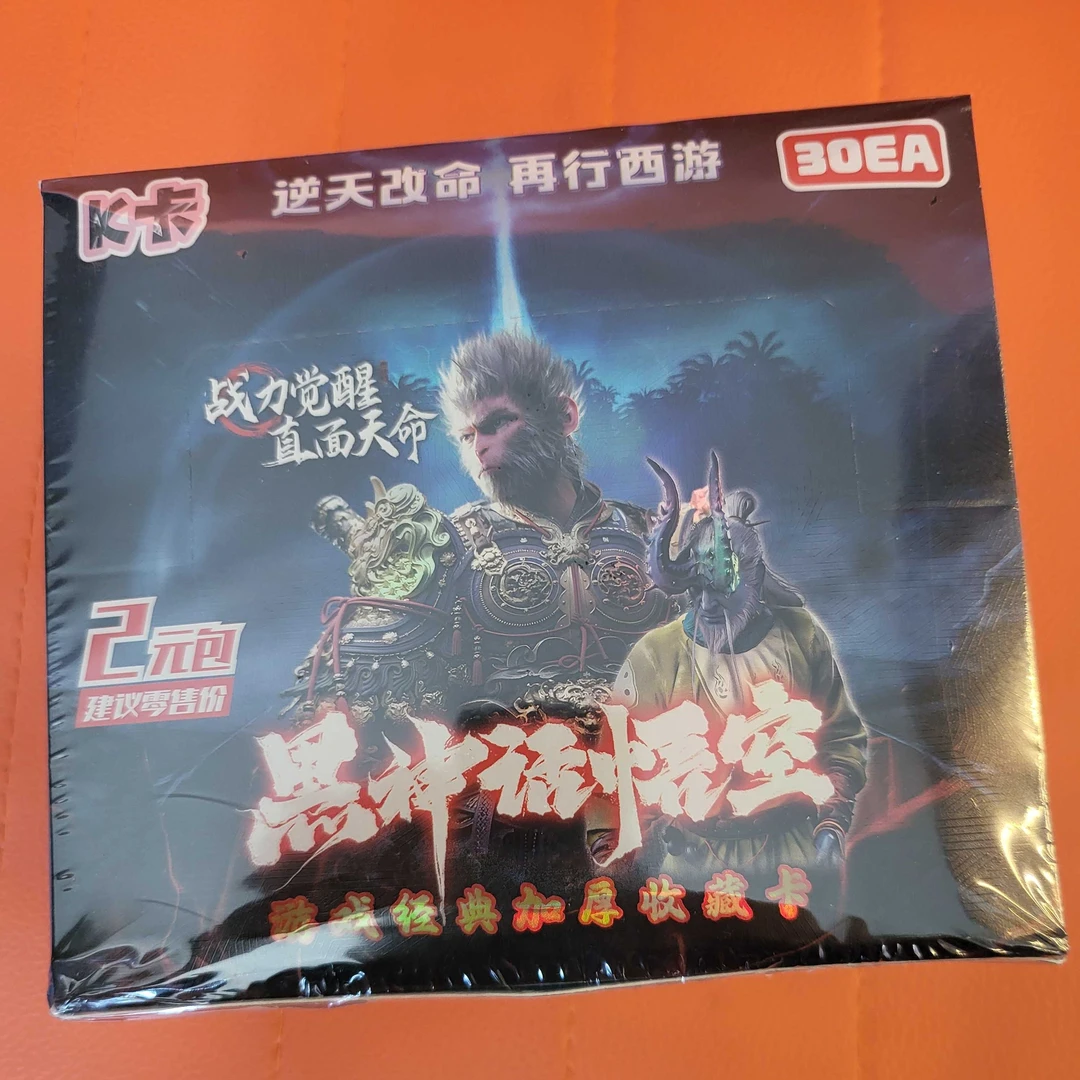 K卡
逆天改命 再行西游
30EA
战力觉醒
直面天命
2元包
建议零售价
黑神话悟空
游戏经典加厚收藏卡